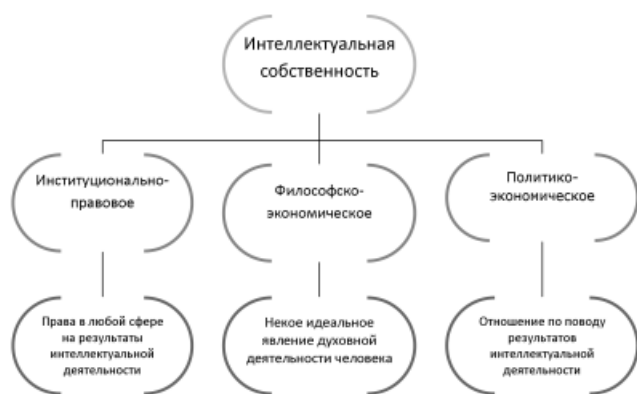 Интеллектуальная
собственность
Институционально-
правовое
Философско-
экономическое
Политико-
экономическое
Права в любой сфере
на результаты
интеллектуальной
деятельности
Некое идеальное
явление духовной
деятельности человека
Отношение по поводу
результатов
интеллектуальной
деятельности